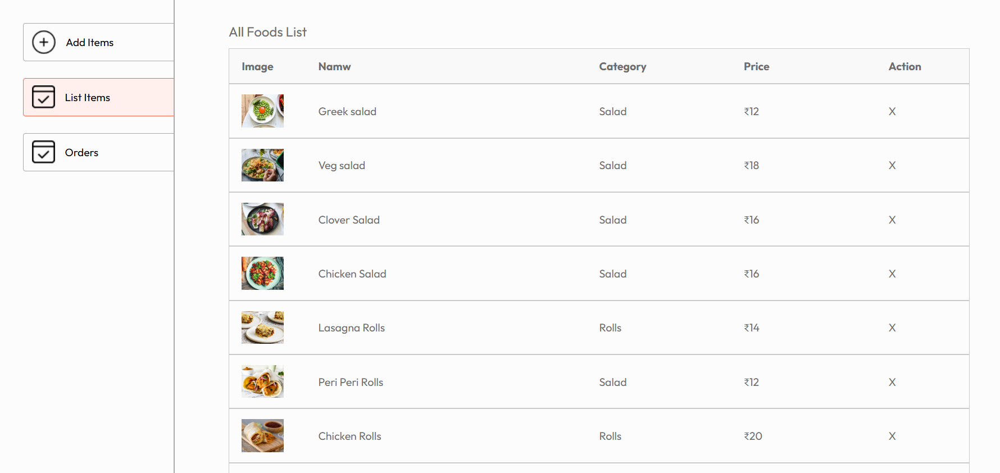 Add Items
List Items
Orders
All Foods List
Image Namw Category Price Action
Greek salad Salad ₹12 X
Veg salad Salad ₹18 X
Clover Salad Salad ₹16 X
Chicken Salad Salad ₹16 X
Lasagna Rolls Rolls ₹14 X
Peri Peri Rolls Salad ₹12 X
Chicken Rolls Rolls ₹20 X